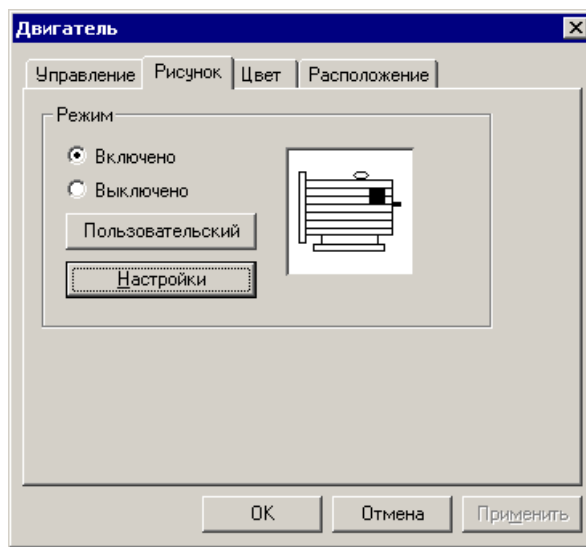 Двигатель
Управление Рисунок Цвет Расположение
Режим
Включено
Выключено
Пользовательский
Настройки
OK Отмена Применить